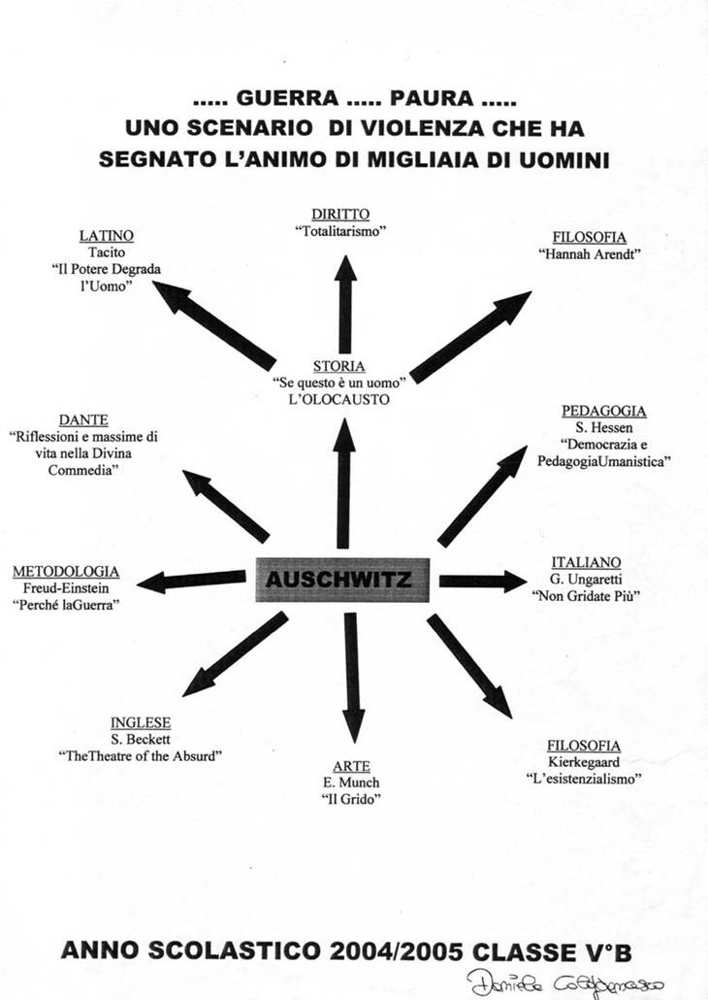 ..... GUERRA ..... PAURA .....
UNO SCENARIO DI VIOLENZA CHE HA
SEGNATO L'ANIMO DI MIGLIAIA DI UOMINI
DIRITTO
"Totalitarismo"
LATINO
Tacito
"Il Potere Degrada
l'Uomo"
FILOSOFIA
"Hannah Arendt"
STORIA
"Se questo è un uomo"
L'OLOCAUSTO
DANTE
"Riflessioni e massime di
vita nella Divina
Commedia"
PEDAGOGIA
S. Hessen
"Democrazia e
PedagogiaUmanistica"
METODOLOGIA
Freud-Einstein
"Perché laGuerra"
AUSCHWITZ
ITALIANO
G. Ungaretti
"Non Gridate Più"
INGLESE
S. Beckett
"TheTheatre of the Absurd"
ARTE
E. Munch
"Il Grido"
FILOSOFIA
Kierkegaard
"L'esistenzialismo"
ANNO SCOLASTICO 2004/2005 CLASSE V°B